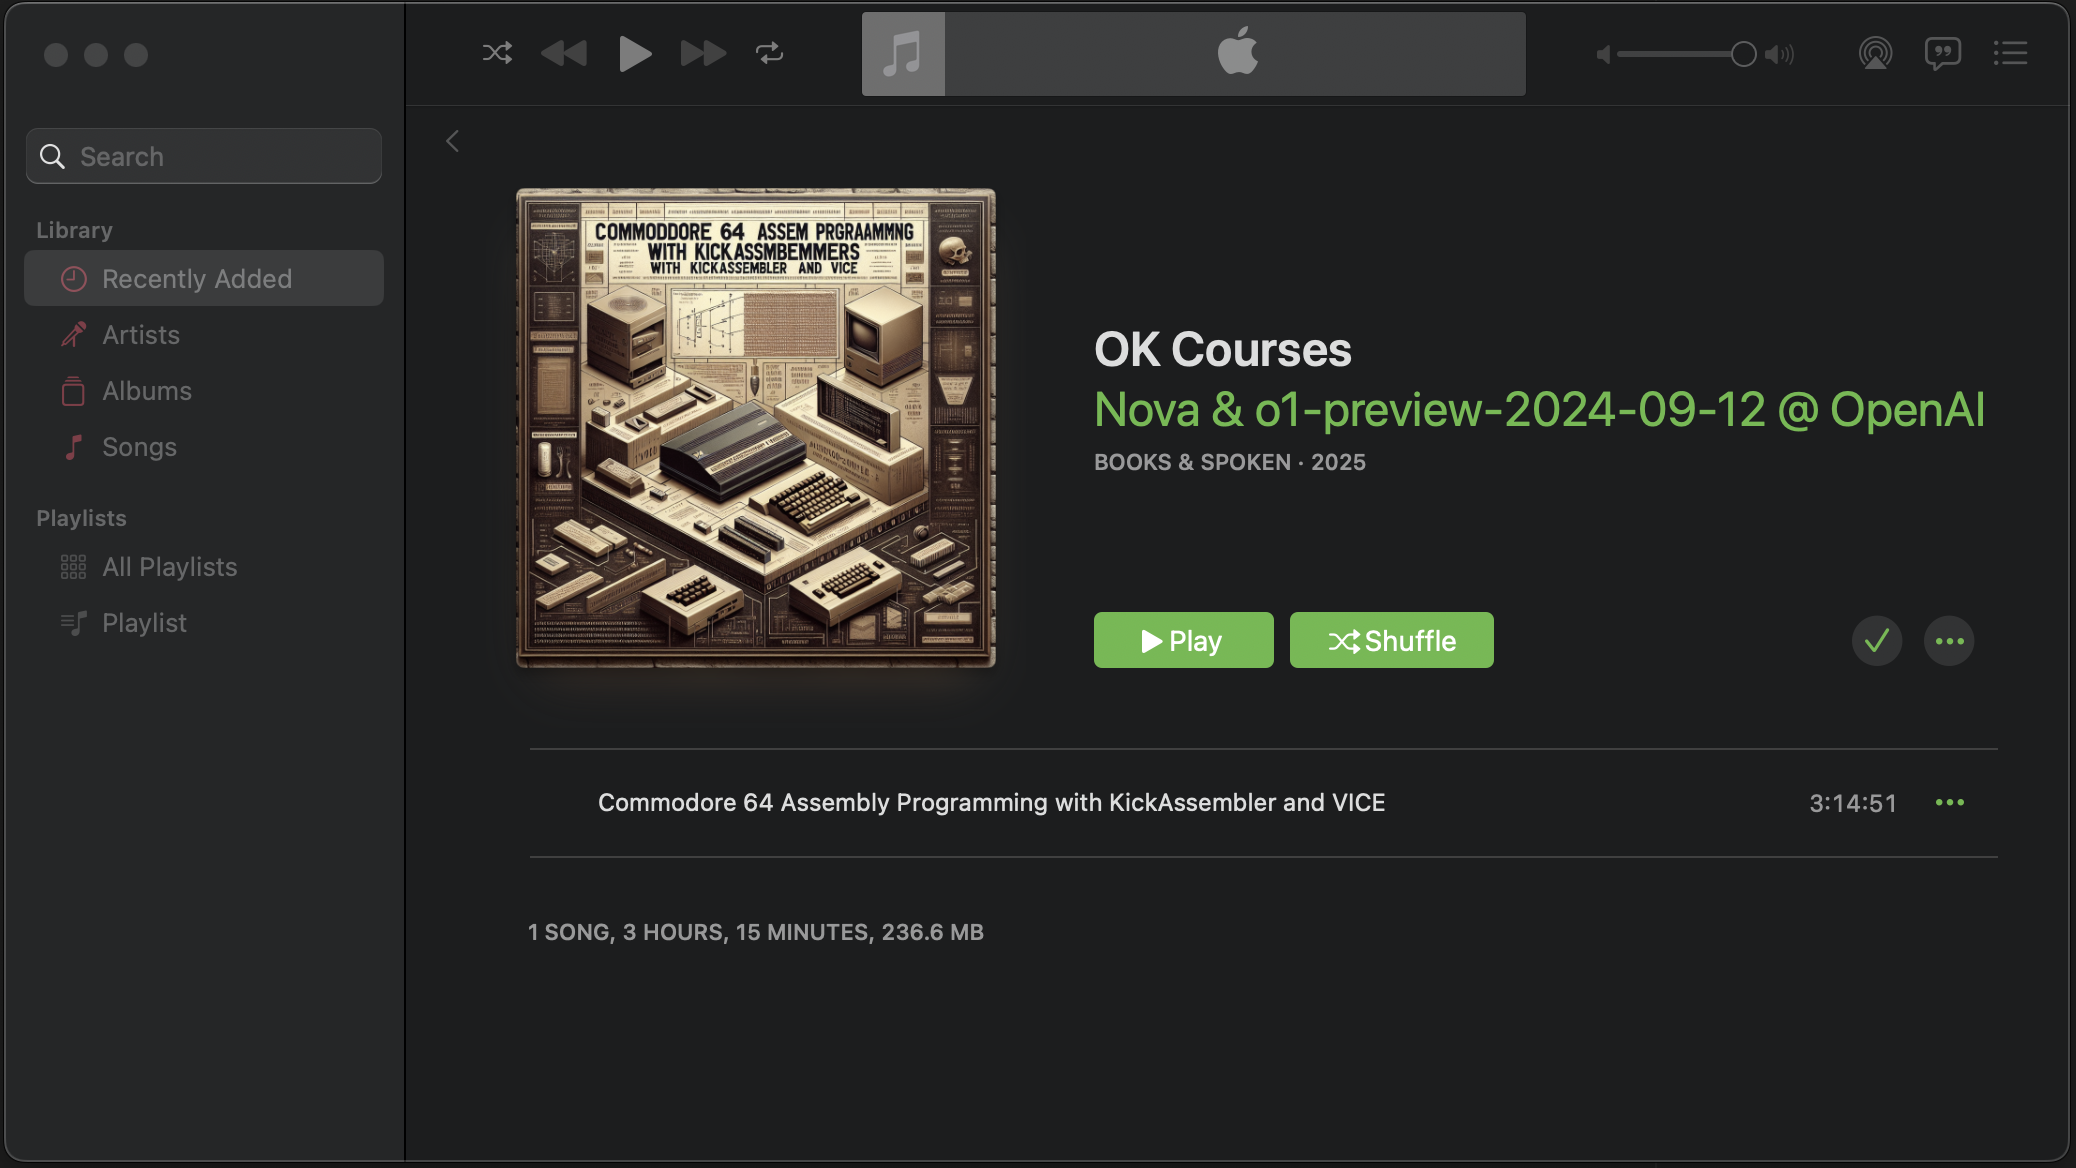 Search
Library
Recently Added
Artists
Albums
Songs
Playlists
All Playlists
Playlist
COMMODDORE 64 ASSEM PRGRAAMMNG
WITH KICKASSMBEMMERS
WITH KICKASSEMBLER AND VICE
OK Courses
Nova & o1-preview-2024-09-12 @ OpenAI
BOOKS & SPOKEN · 2025
Play
Shuffle
Commodore 64 Assembly Programming with KickAssembler and VICE
3:14:51
1 SONG, 3 HOURS, 15 MINUTES, 236.6 MB